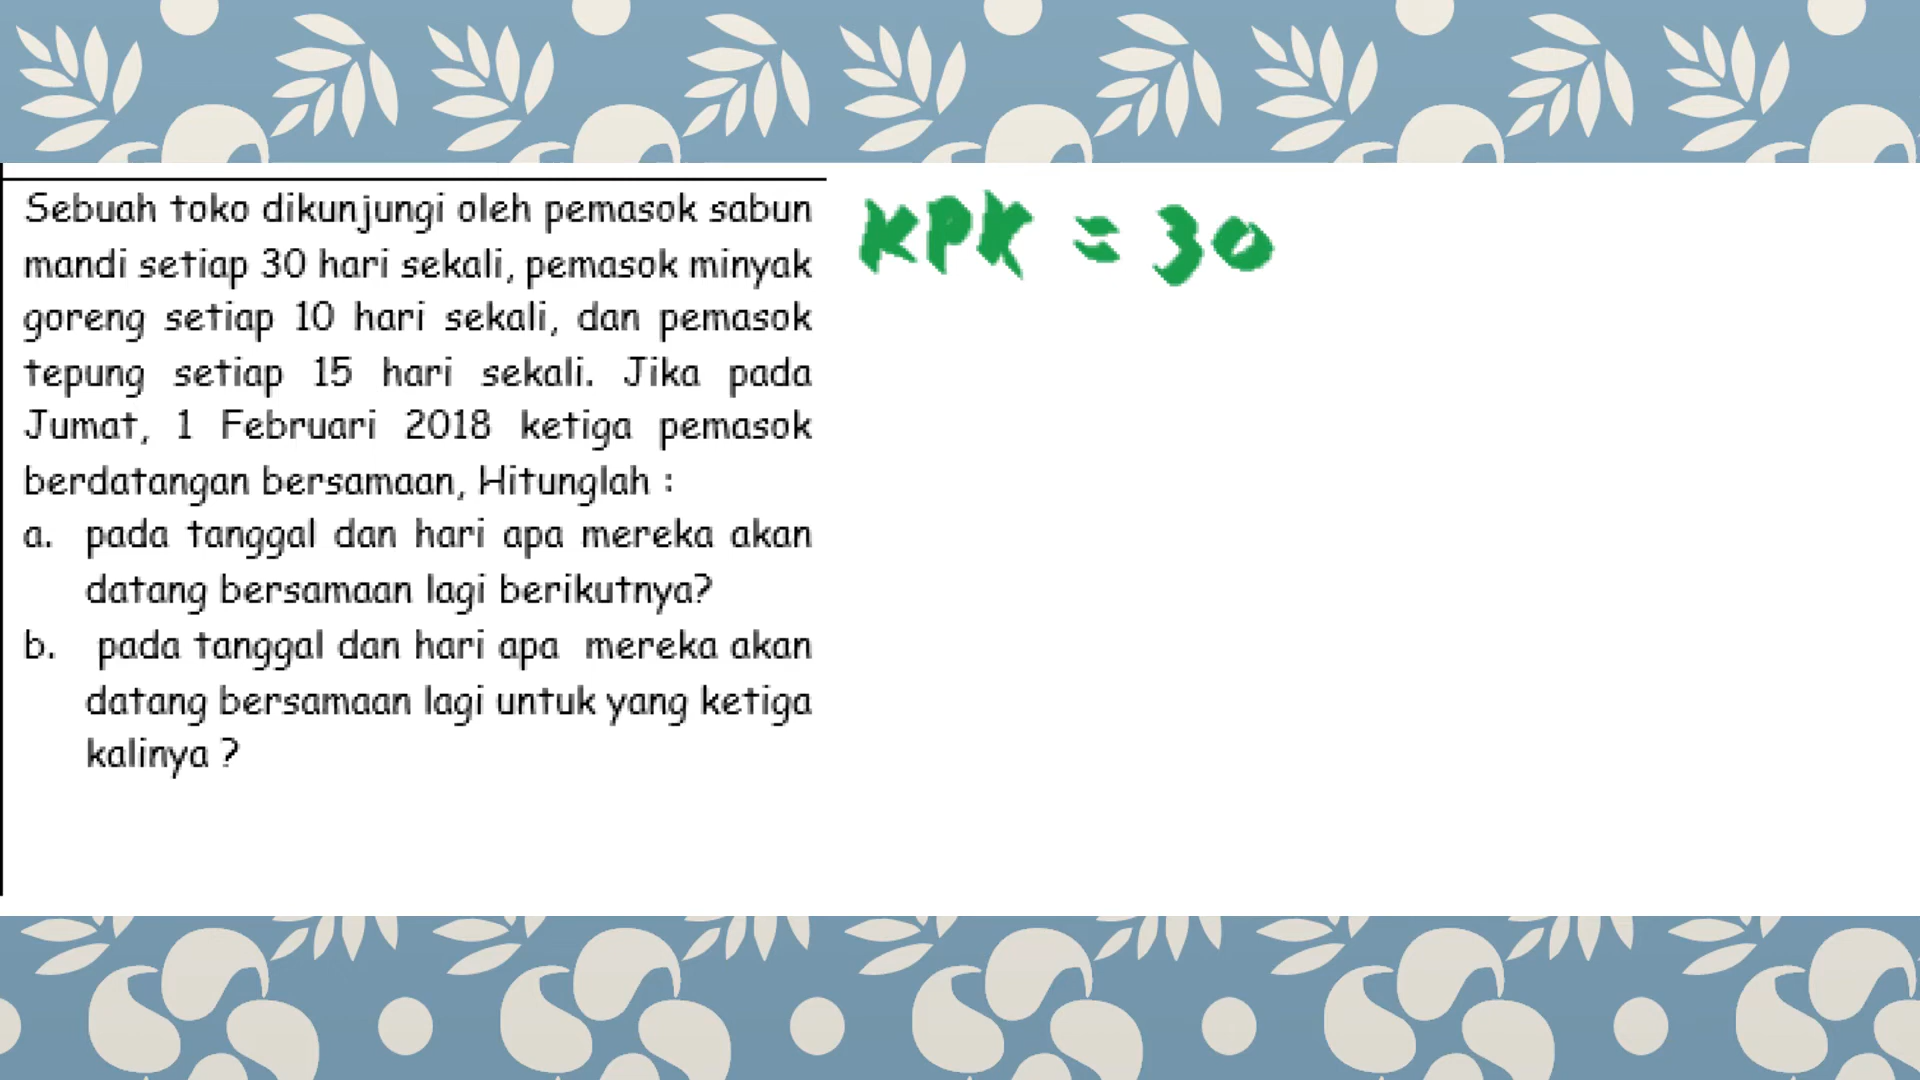 Sebuah toko dikunjungi oleh pemasok sabun
mandi setiap 30 hari sekali, pemasok minyak
goreng setiap 10 hari sekali, dan pemasok
tepung setiap 15 hari sekali. Jika pada
Jumat, 1 Februari 2018 ketiga pemasok
berdatangan bersamaan, Hitunglah :
a. pada tanggal dan hari apa mereka akan
datang bersamaan lagi berikutnya?
b. pada tanggal dan hari apa mereka akan
datang bersamaan lagi untuk yang ketiga
kalinya ?
KPK = 30